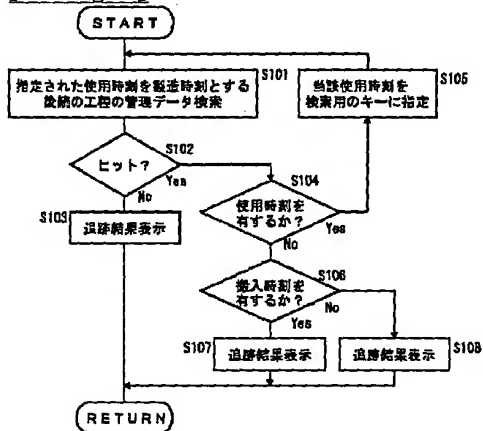 START
S101
指定された使用時刻を製造時刻とする
後続の工程の管理データ検索
S105
当該使用時刻を
検索用のキーに指定
S102
ヒット?
Yes
No
S103
追跡結果表示
S104
使用時刻を
有するか?
Yes
No
S106
搬入時刻を
有するか?
No
Yes
S107
追跡結果表示
追跡結果表示
S108
RETURN